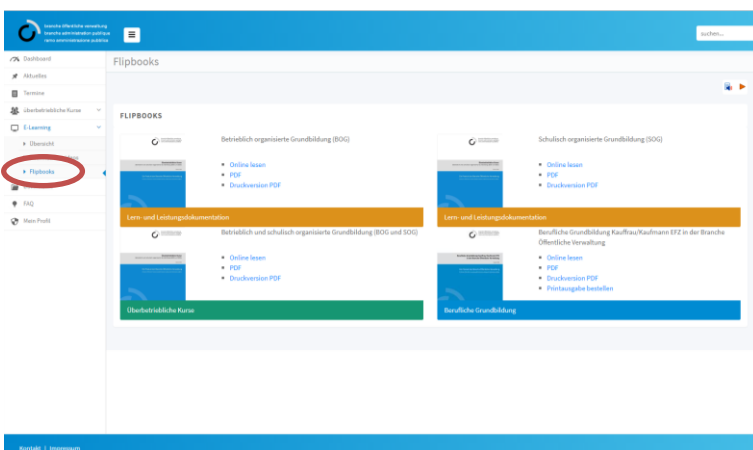 branche öffentliche verwaltung
branche administration publique
ramo amministrazione pubblica
suchen...
Dashboard
Aktuelles
Termine
Überbetriebliche Kurse
E-Learning
Übersicht
Flipbooks
FAQ
Mein Profil
Flipbooks
FLIPBOOKS
Betrieblich organisierte Grundbildung (BOG)
Online lesen
PDF
Druckversion PDF
Lern- und Leistungsdokumentation
Schulisch organisierte Grundbildung (SOG)
Online lesen
PDF
Druckversion PDF
Lern- und Leistungsdokumentation
Betrieblich und schulisch organisierte Grundbildung (BOG und SOG)
Online lesen
PDF
Druckversion PDF
Überbetriebliche Kurse
Berufliche Grundbildung Kauffrau/Kaufmann EFZ in der Branche
Öffentliche Verwaltung
Online lesen
PDF
Druckversion PDF
Printausgabe bestellen
Berufliche Grundbildung
Kontakt | Impressum